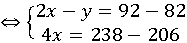 ⇔ {2x − y = 92 − 82
4x = 238 − 206